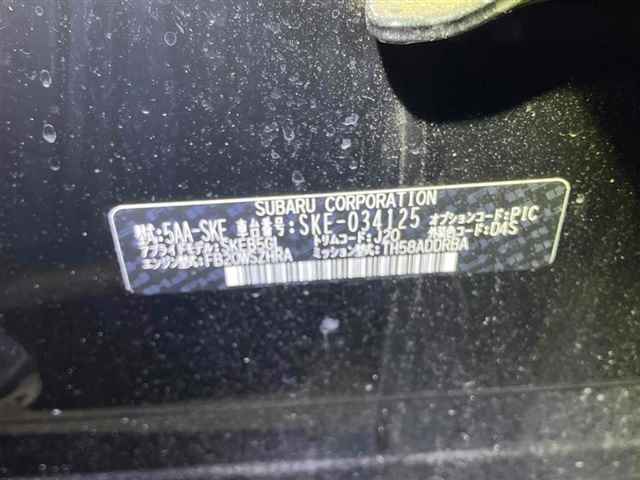 SUBARU CORPORATION
型式:5AA-SKE 車台番号:SKE-034125 オプションコード:PIC
アプライドモデル:SKEB5GL トリムコード:J20 外装色コード:D4S
エンジン型式:FB20WSZHRA ミッション型式:TH58ADDRBA